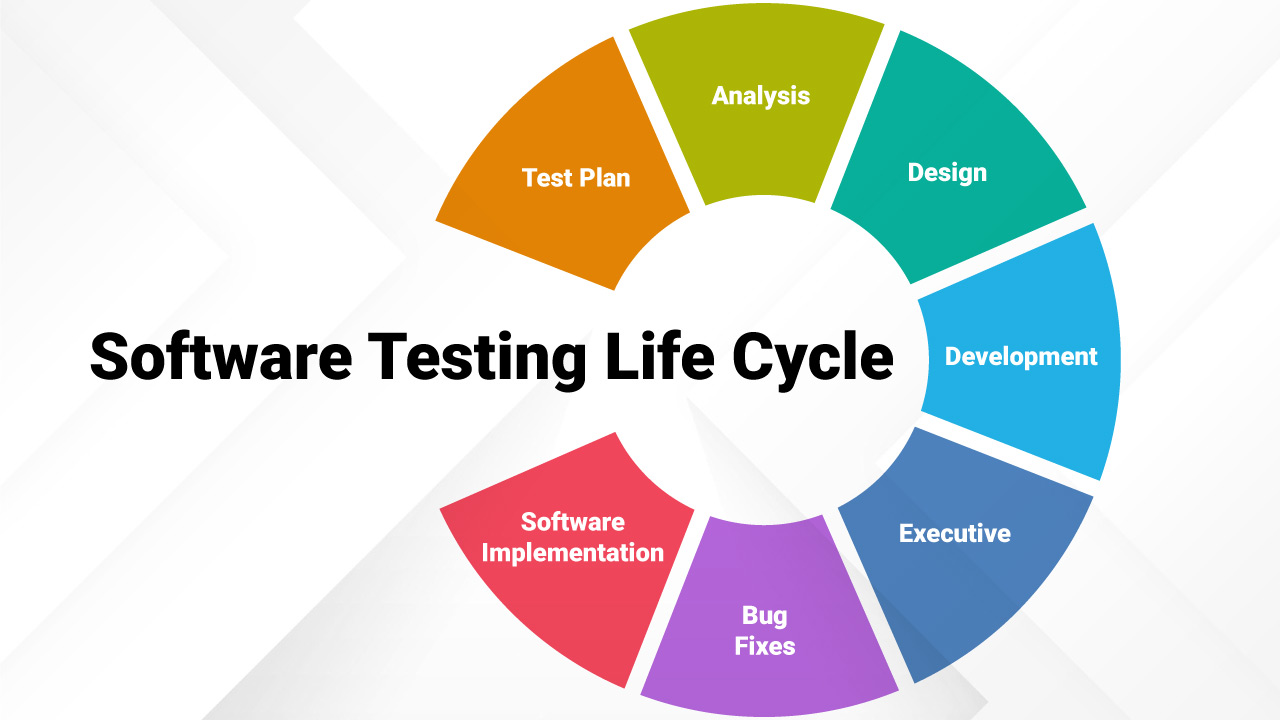 Test Plan
Analysis
Design
Development
Executive
Bug
Fixes
Software
Implementation
Software Testing Life Cycle